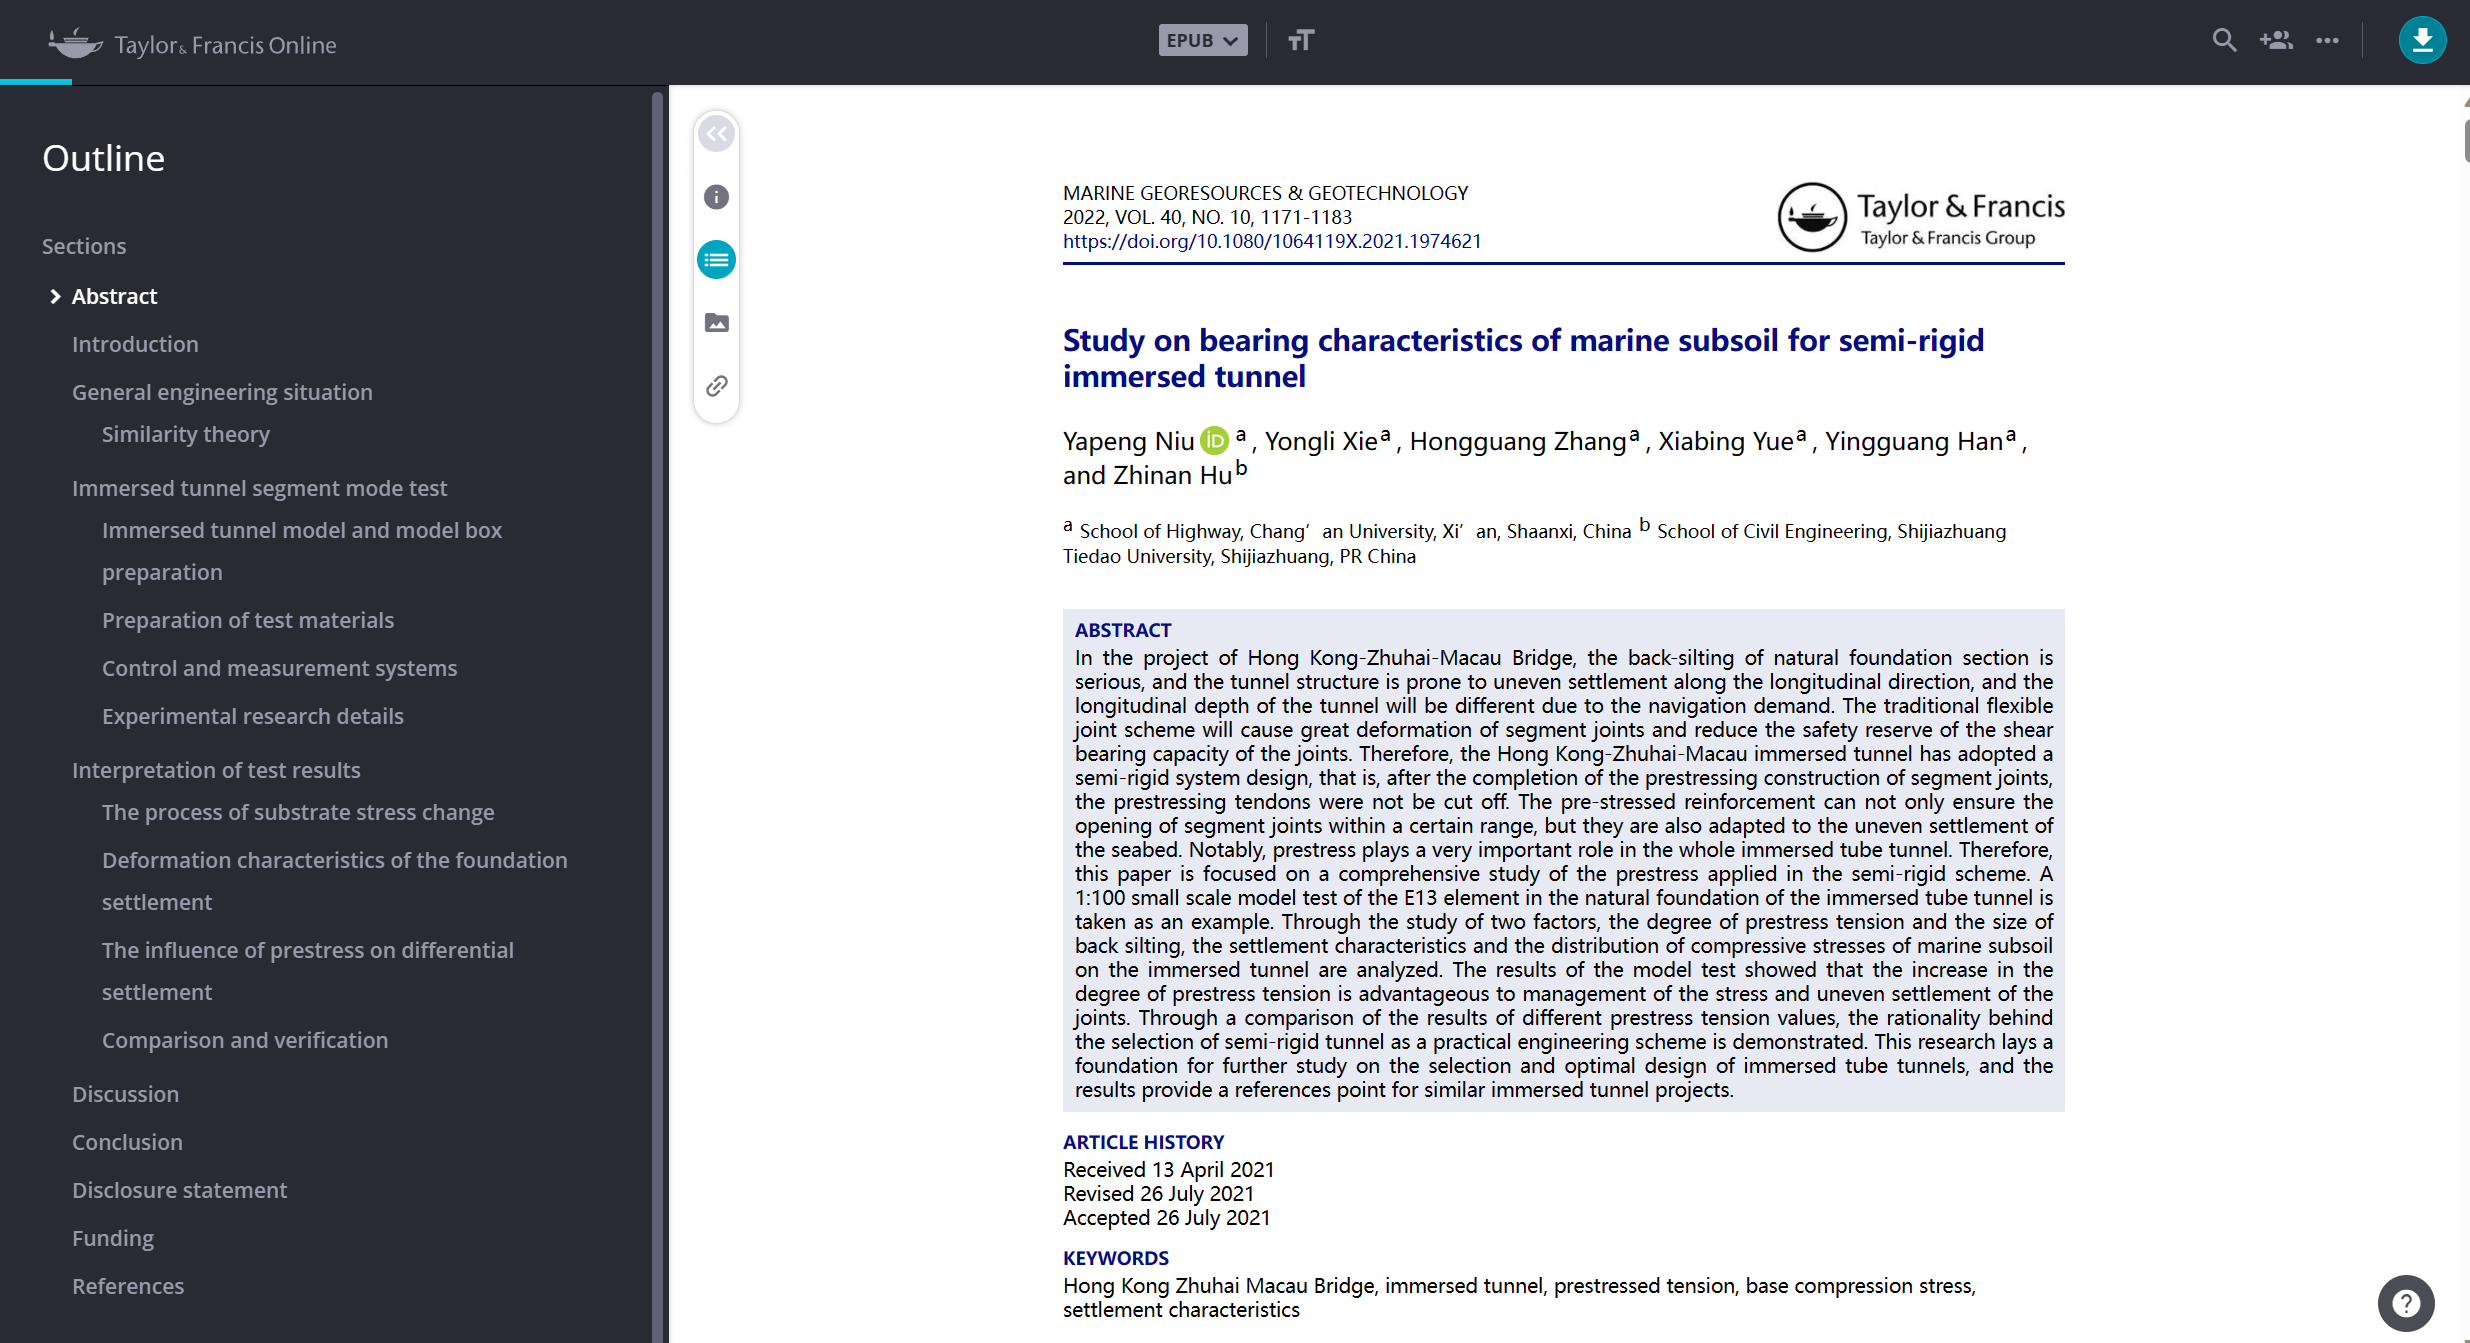 Taylor & Francis Online
EPUB
Outline
Sections
Abstract
Introduction
General engineering situation
Similarity theory
Immersed tunnel segment mode test
Immersed tunnel model and model box
preparation
Preparation of test materials
Control and measurement systems
Experimental research details
Interpretation of test results
The process of substrate stress change
Deformation characteristics of the foundation
settlement
The influence of prestress on differential
settlement
Comparison and verification
Discussion
Conclusion
Disclosure statement
Funding
References
MARINE GEORESOURCES & GEOTECHNOLOGY
2022, VOL. 40, NO. 10, 1171-1183
https://doi.org/10.1080/1064119X.2021.1974621
Taylor & Francis
Taylor & Francis Group
Study on bearing characteristics of marine subsoil for semi-rigid
immersed tunnel
Yapeng Niu iD a, Yongli Xie a, Hongguang Zhang a, Xiabing Yue a, Yingguang Han a,
and Zhinan Hu b
a School of Highway, Chang’an University, Xi’an, Shaanxi, China b School of Civil Engineering, Shijiazhuang
Tiedao University, Shijiazhuang, PR China
ABSTRACT
In the project of Hong Kong-Zhuhai-Macau Bridge, the back-silting of natural foundation section is
serious, and the tunnel structure is prone to uneven settlement along the longitudinal direction, and the
longitudinal depth of the tunnel will be different due to the navigation demand. The traditional flexible
joint scheme will cause great deformation of segment joints and reduce the safety reserve of the shear
bearing capacity of the joints. Therefore, the Hong Kong-Zhuhai-Macau immersed tunnel has adopted a
semi-rigid system design, that is, after the completion of the prestressing construction of segment joints,
the prestressing tendons were not be cut off. The pre-stressed reinforcement can not only ensure the
opening of segment joints within a certain range, but they are also adapted to the uneven settlement of
the seabed. Notably, prestress plays a very important role in the whole immersed tube tunnel. Therefore,
this paper is focused on a comprehensive study of the prestress applied in the semi-rigid scheme. A
1:100 small scale model test of the E13 element in the natural foundation of the immersed tube tunnel is
taken as an example. Through the study of two factors, the degree of prestress tension and the size of
back silting, the settlement characteristics and the distribution of compressive stresses of marine subsoil
on the immersed tunnel are analyzed. The results of the model test showed that the increase in the
degree of prestress tension is advantageous to management of the stress and uneven settlement of the
joints. Through a comparison of the results of different prestress tension values, the rationality behind
the selection of semi-rigid tunnel as a practical engineering scheme is demonstrated. This research lays a
foundation for further study on the selection and optimal design of immersed tube tunnels, and the
results provide a references point for similar immersed tunnel projects.
ARTICLE HISTORY
Received 13 April 2021
Revised 26 July 2021
Accepted 26 July 2021
KEYWORDS
Hong Kong Zhuhai Macau Bridge, immersed tunnel, prestressed tension, base compression stress,
settlement characteristics